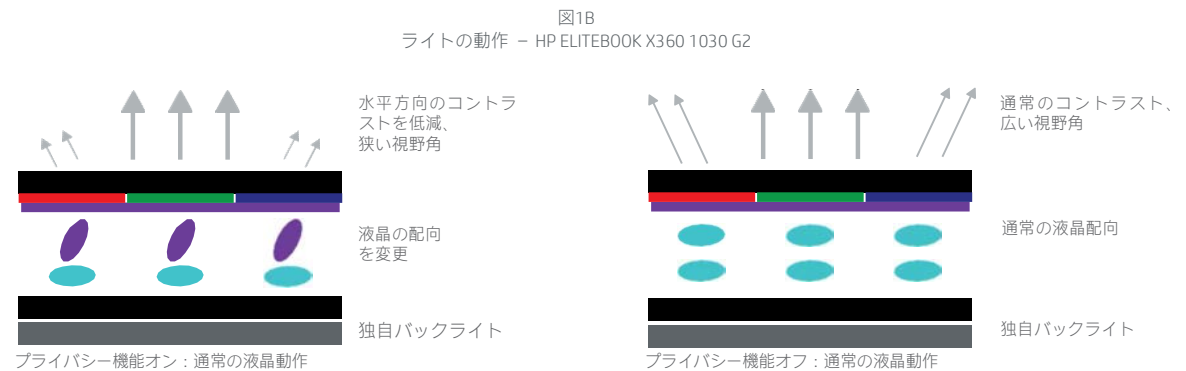 図1B
ライトの動作 – HP ELITEBOOK X360 1030 G2
水平方向のコントラ
ストを低減、
狭い視野角
液晶の配向
を変更
独自バックライト
プライバシー機能オン：通常の液晶動作
通常のコントラスト、
広い視野角
通常の液晶配向
独自バックライト
プライバシー機能オフ：通常の液晶動作